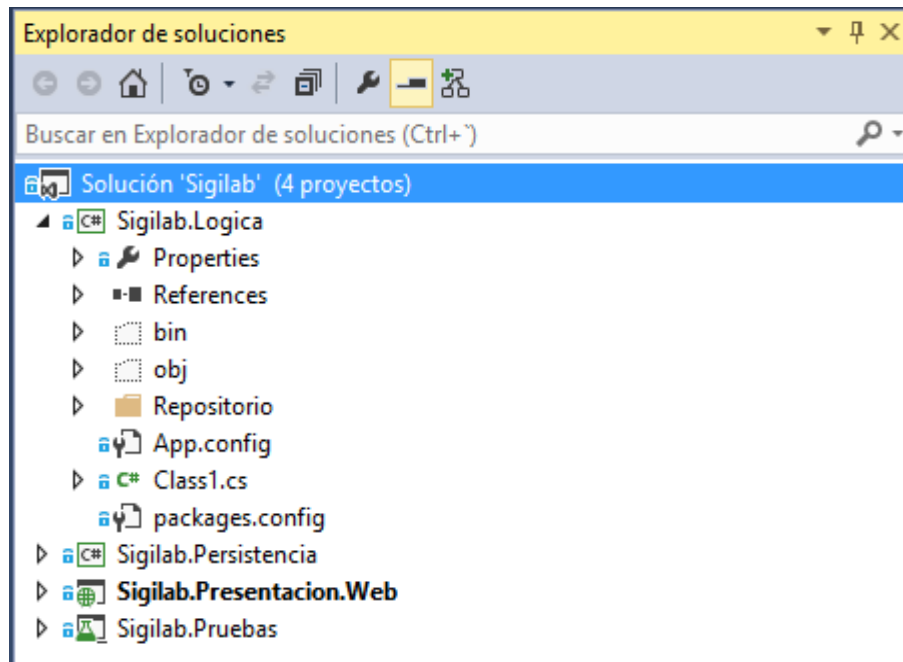 Explorador de soluciones
Buscar en Explorador de soluciones (Ctrl+`)
Solución 'Sigilab' (4 proyectos)
C# Sigilab.Logica
Properties
References
bin
obj
Repositorio
App.config
C# Class1.cs
packages.config
C# Sigilab.Persistencia
Sigilab.Presentacion.Web
Sigilab.Pruebas